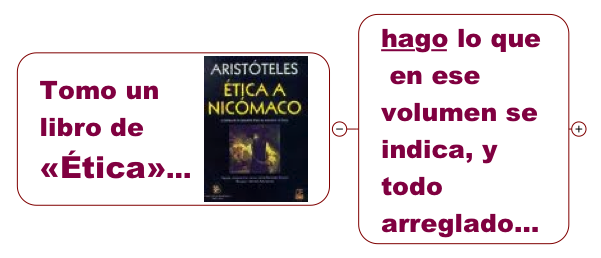 Tomo un
libro de
«Ética»...
ARISTÓTELES
ÉTICA A
NICÓMACO
hago lo que
en ese
volumen se
indica, y
todo
arreglado...